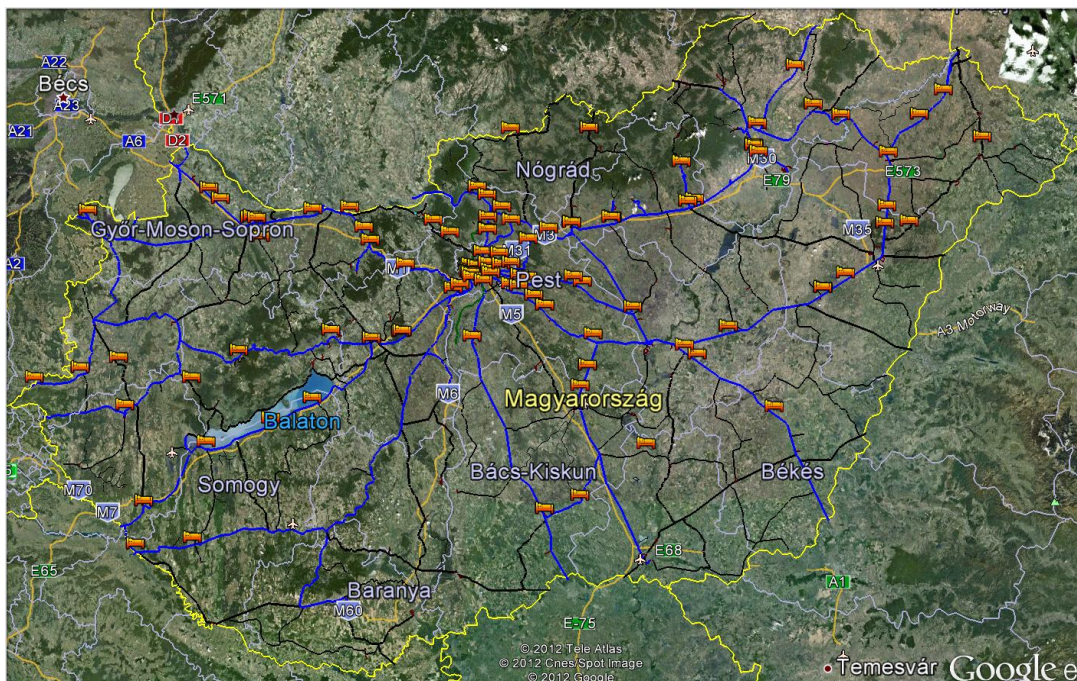 A22
Bécs
A23
E571
A21
A6
D1
D2
Nógrád
M30
E79
E573
Győr-Moson-Sopron
M3
M35
A2
M31
M1
Pest
M5
A3 Motorway
M6
Magyarország
Balaton
Bács-Kiskun
Békés
Somogy
M70
M7
E68
E65
A1
Baranya
M60
E-75
© 2012 Tele Atlas
© 2012 Cnes/Spot Image
© 2012 Google
Temesvár
Google e